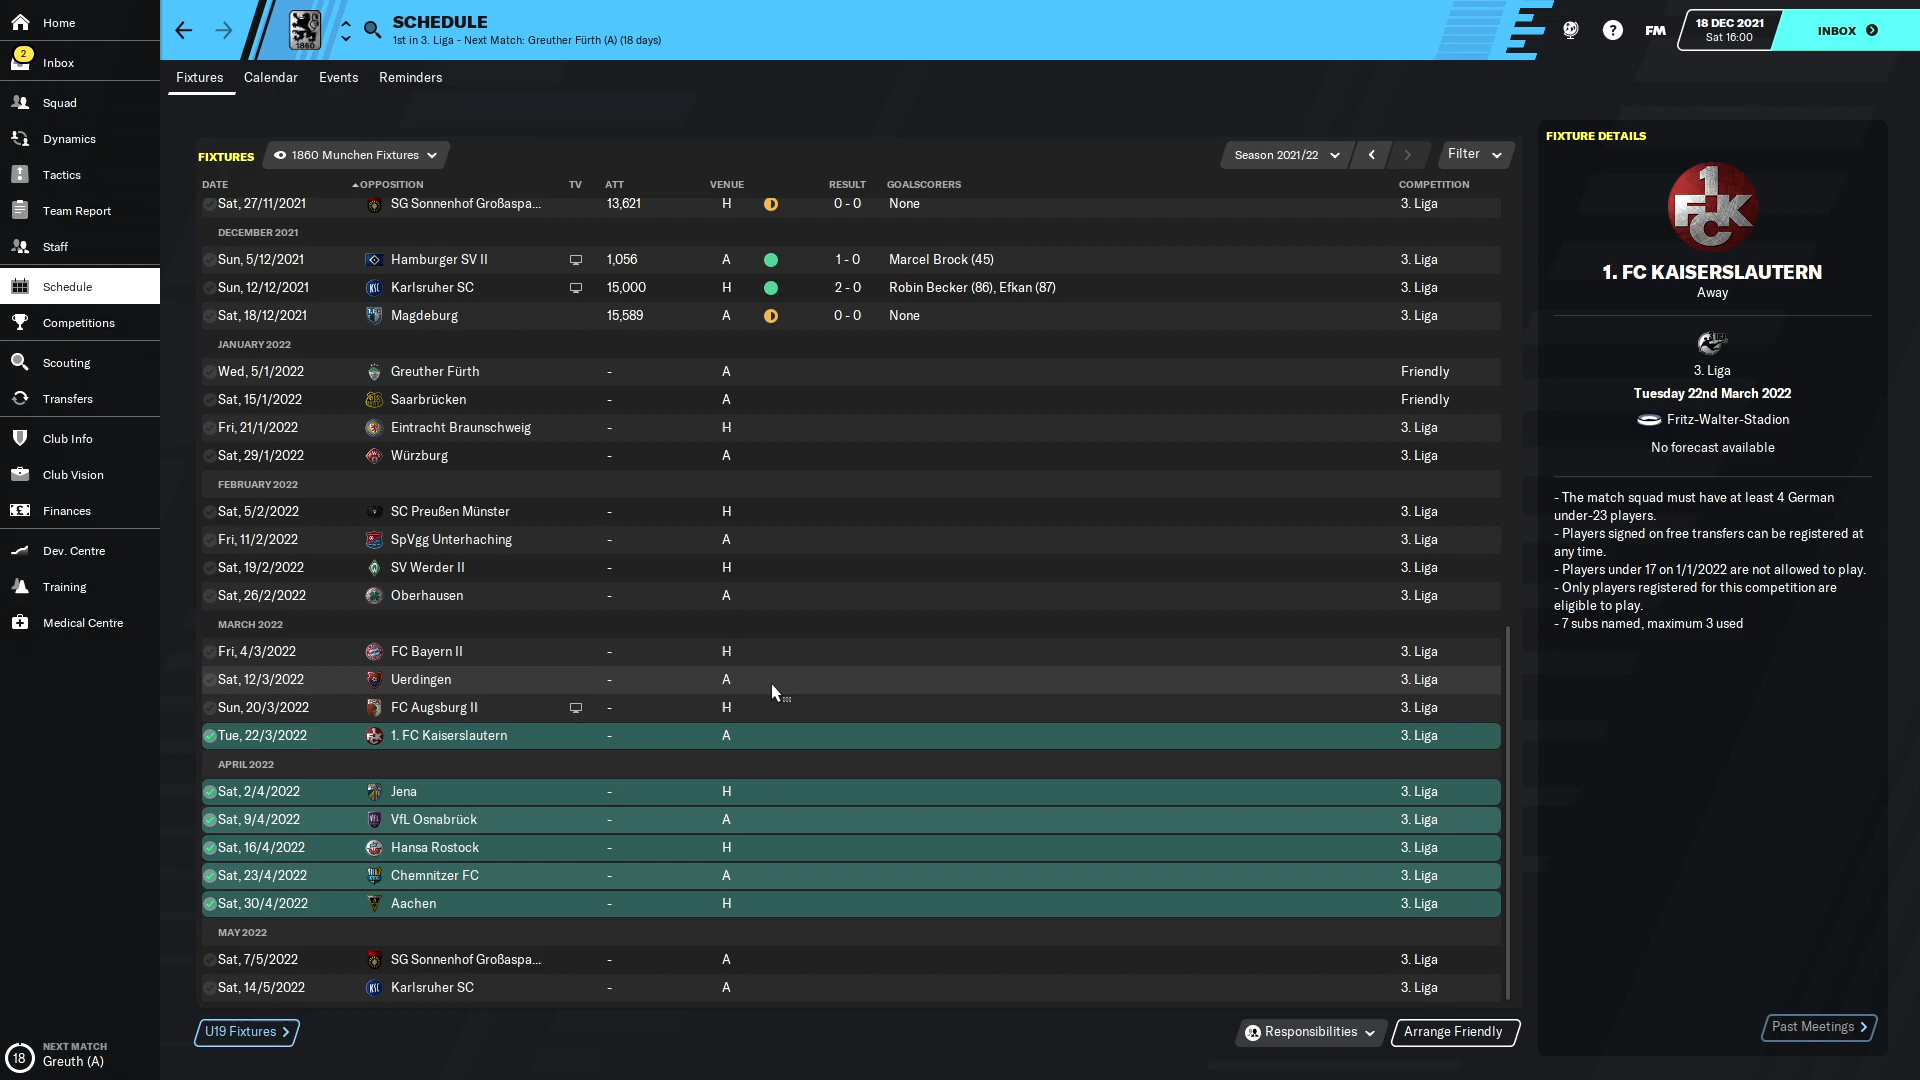 Home
SCHEDULE
1st in 3. Liga - Next Match: Greuther Fürth (A) (18 days)
FM
18 DEC 2021
Sat 16:00
INBOX
2
Inbox
Fixtures Calendar Events Reminders
Squad
Dynamics
Tactics
Team Report
Staff
Schedule
Competitions
Scouting
Transfers
Club Info
Club Vision
Finances
Dev. Centre
Training
Medical Centre
18
NEXT MATCH
Greuth (A)
FIXTURES 1860 Munchen Fixtures Season 2021/22 Filter
DATE OPPOSITION TV ATT VENUE RESULT GOALSCORERS COMPETITION
Sat, 27/11/2021 SG Sonnenhof Großaspa... 13,621 H 0 - 0 None 3. Liga
DECEMBER 2021
Sun, 5/12/2021 Hamburger SV II 1,056 A 1 - 0 Marcel Brock (45) 3. Liga
Sun, 12/12/2021 Karlsruher SC 15,000 H 2 - 0 Robin Becker (86), Efkan (87) 3. Liga
Sat, 18/12/2021 Magdeburg 15,589 A 0 - 0 None 3. Liga
JANUARY 2022
Wed, 5/1/2022 Greuther Fürth - A Friendly
Sat, 15/1/2022 Saarbrücken - A Friendly
Fri, 21/1/2022 Eintracht Braunschweig - H 3. Liga
Sat, 29/1/2022 Würzburg - A 3. Liga
FEBRUARY 2022
Sat, 5/2/2022 SC Preußen Münster - H 3. Liga
Fri, 11/2/2022 SpVgg Unterhaching - A 3. Liga
Sat, 19/2/2022 SV Werder II - H 3. Liga
Sat, 26/2/2022 Oberhausen - A 3. Liga
MARCH 2022
Fri, 4/3/2022 FC Bayern II - H 3. Liga
Sat, 12/3/2022 Uerdingen - A 3. Liga
Sun, 20/3/2022 FC Augsburg II - H 3. Liga
Tue, 22/3/2022 1. FC Kaiserslautern - A 3. Liga
APRIL 2022
Sat, 2/4/2022 Jena - H 3. Liga
Sat, 9/4/2022 VfL Osnabrück - A 3. Liga
Sat, 16/4/2022 Hansa Rostock - H 3. Liga
Sat, 23/4/2022 Chemnitzer FC - A 3. Liga
Sat, 30/4/2022 Aachen - H 3. Liga
MAY 2022
Sat, 7/5/2022 SG Sonnenhof Großaspa... - A 3. Liga
Sat, 14/5/2022 Karlsruher SC - A 3. Liga
U19 Fixtures Responsibilities Arrange Friendly
FIXTURE DETAILS
1
FCK
1. FC KAISERSLAUTERN
Away
3. Liga
Tuesday 22nd March 2022
Fritz-Walter-Stadion
No forecast available
- The match squad must have at least 4 German
under-23 players.
- Players signed on free transfers can be registered at
any time.
- Players under 17 on 1/1/2022 are not allowed to play.
- Only players registered for this competition are
eligible to play.
- 7 subs named, maximum 3 used
Past Meetings